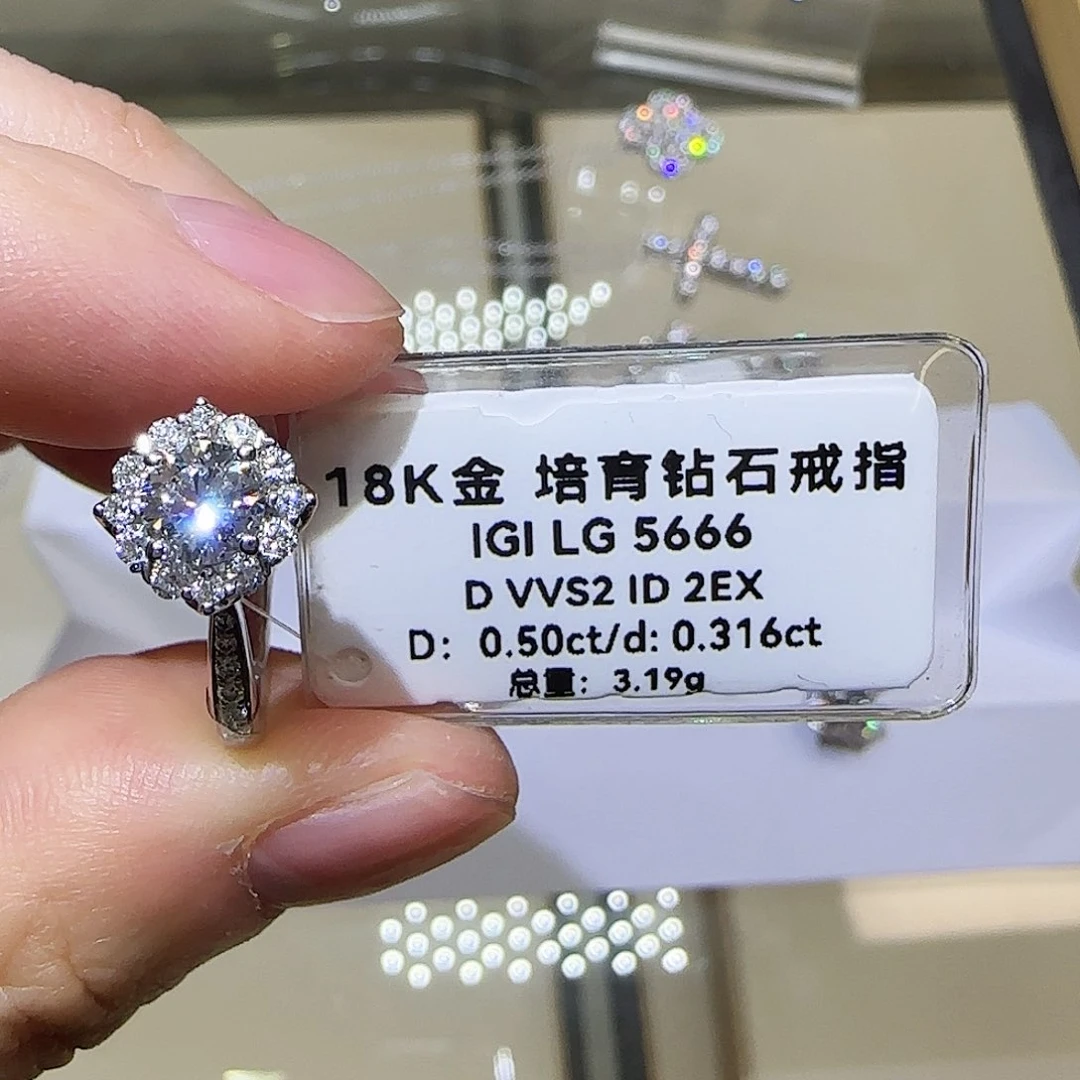 18K金 培育钻石戒指
IGI LG 5666
D VVS2 ID 2EX
D: 0.50ct/d: 0.316ct
总重: 3.19g